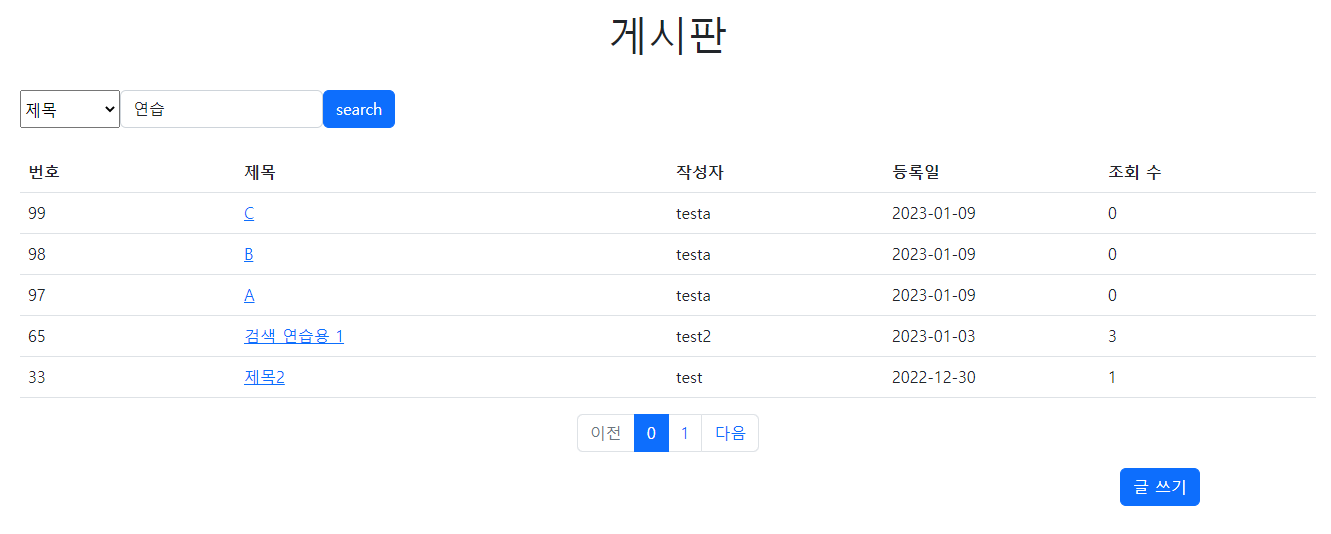 게시판
제목 연습 search
번호 제목 작성자 등록일 조회 수
99 C testa 2023-01-09 0
98 B testa 2023-01-09 0
97 A testa 2023-01-09 0
65 검색 연습용 1 test2 2023-01-03 3
33 제목2 test 2022-12-30 1
이전 0 1 다음
글 쓰기